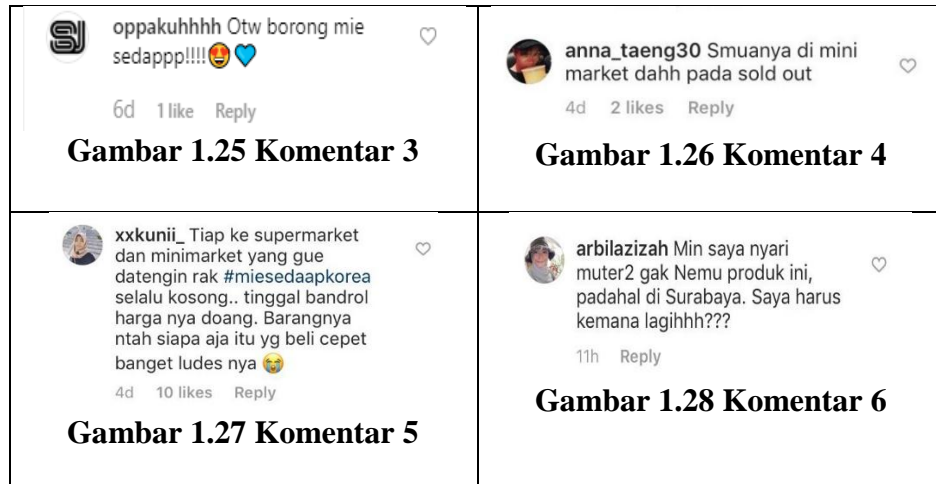 oppakuhhhh Otw borong mie
sedappp!!!!😍💙
6d 1 like Reply
Gambar 1.25 Komentar 3
anna_taeng30 Smuanya di mini
market dahh pada sold out
4d 2 likes Reply
Gambar 1.26 Komentar 4
xxkunii_ Tiap ke supermarket
dan minimarket yang gue
datengin rak #miesedaapkorea
selalu kosong.. tinggal bandrol
harga nya doang. Barangnya
ntah siapa aja itu yg beli cepet
banget ludes nya 😭
4d 10 likes Reply
Gambar 1.27 Komentar 5
arbilazizah Min saya nyari
muter2 gak Nemu produk ini,
padahal di Surabaya. Saya harus
kemana lagihhh???
11h Reply
Gambar 1.28 Komentar 6